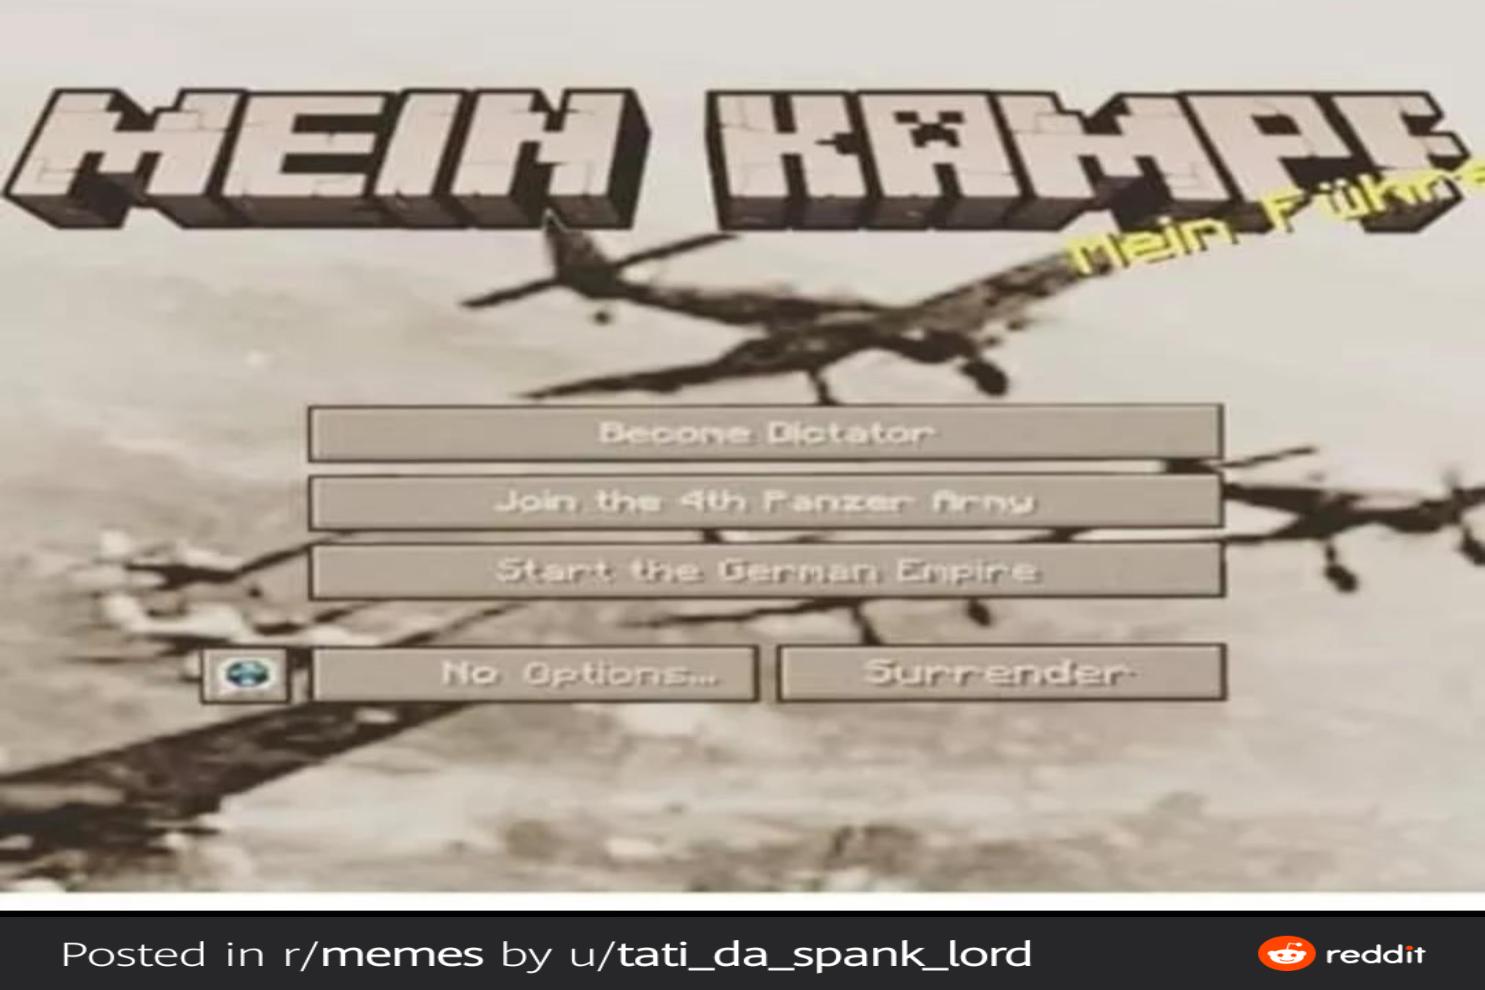 MEIN KAMPF
Mein Führe
Become Dictator
Join the 4th Panzer Army
Start the German Empire
No Options...
Surrender
Posted in r/memes by u/tati_da_spank_lord
reddit